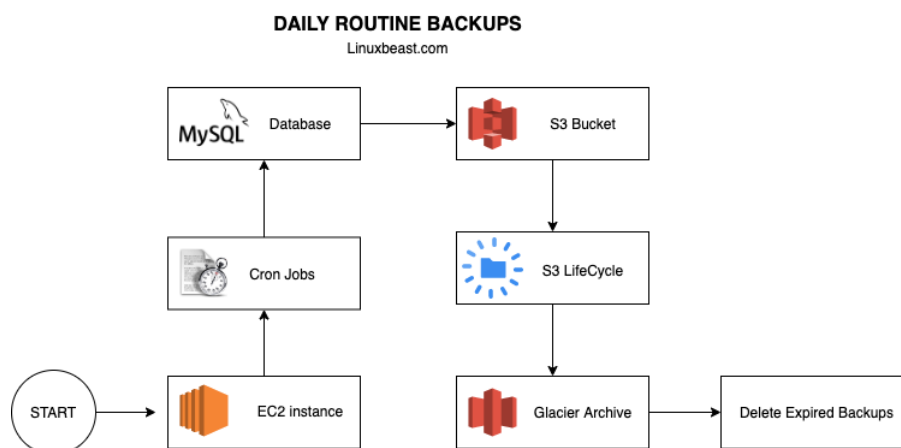 DAILY ROUTINE BACKUPS
Linuxbeast.com
MySQL Database
S3 Bucket
Cron Jobs
S3 LifeCycle
START
EC2 instance
Glacier Archive
Delete Expired Backups